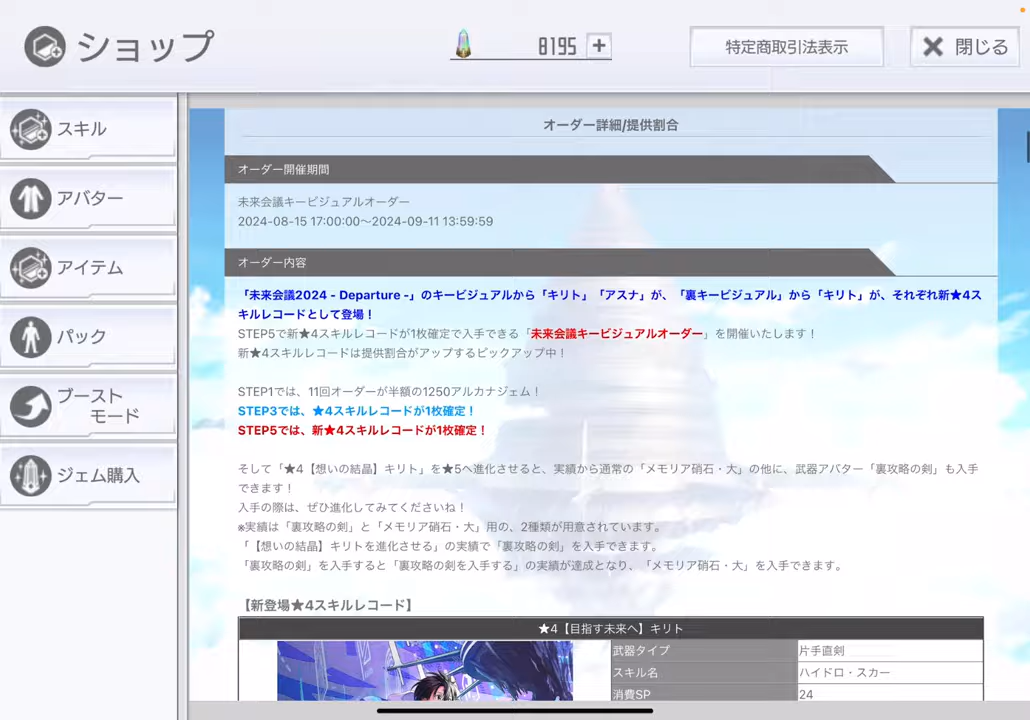 ショップ
8195
特定商取引法表示
閉じる
スキル
アバター
アイテム
パック
ブースト
モード
ジェム購入
オーダー詳細/提供割合
オーダー開催期間
未来会議キービジュアルオーダー
2024-08-15 17:00:00〜2024-09-11 13:59:59
オーダー内容
「未来会議2024 - Departure -」のキービジュアルから「キリト」「アスナ」が、「裏キービジュアル」から「キリト」が、それぞれ新★4ス
キルレコードとして登場！
STEP5で新★4スキルレコードが1枚確定で入手できる「未来会議キービジュアルオーダー」を開催いたします！
新★4スキルレコードは提供割合がアップするピックアップ中！
STEP1では、11回オーダーが半額の1250アルカナジェム！
STEP3では、★4スキルレコードが1枚確定！
STEP5では、新★4スキルレコードが1枚確定！
そして「★4【想いの結晶】キリト」を★5へ進化させると、実績から通常の「メモリア硝石・大」の他に、武器アバター「裏攻略の剣」も入手
できます！
入手の際は、ぜひ進化してみてくださいね！
※実績は「裏攻略の剣」と「メモリア硝石・大」用の、2種類が用意されています。
「【想いの結晶】キリトを進化させる」の実績で「裏攻略の剣」を入手できます。
「裏攻略の剣」を入手すると「裏攻略の剣を入手する」の実績が達成となり、「メモリア硝石・大」を入手できます。
【新登場★4スキルレコード】
★4【目指す未来へ】キリト
武器タイプ 片手直剣
スキル名 ハイドロ・スカー
消費SP 24